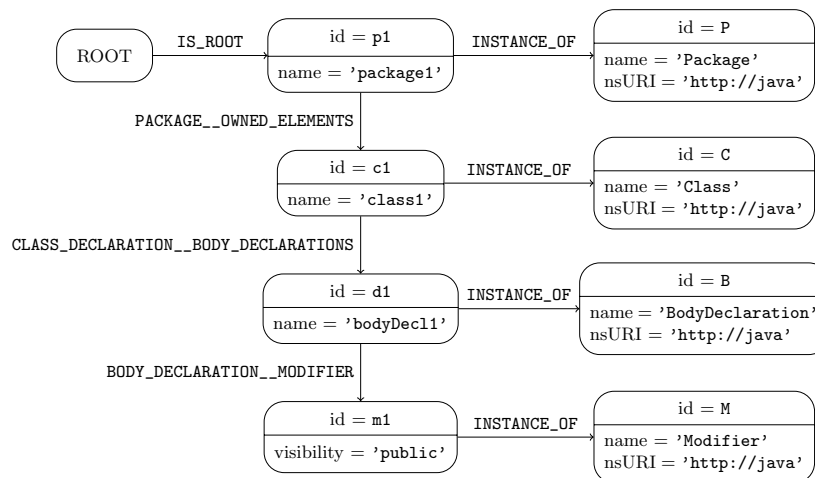 ROOT
IS_ROOT
id = p1
name = 'package1'
INSTANCE_OF
id = P
name = 'Package'
nsURI = 'http://java'
PACKAGE__OWNED_ELEMENTS
id = c1
name = 'class1'
INSTANCE_OF
id = C
name = 'Class'
nsURI = 'http://java'
CLASS_DECLARATION__BODY_DECLARATIONS
id = d1
name = 'bodyDecl1'
INSTANCE_OF
id = B
name = 'BodyDeclaration'
nsURI = 'http://java'
BODY_DECLARATION__MODIFIER
id = m1
visibility = 'public'
INSTANCE_OF
id = M
name = 'Modifier'
nsURI = 'http://java'